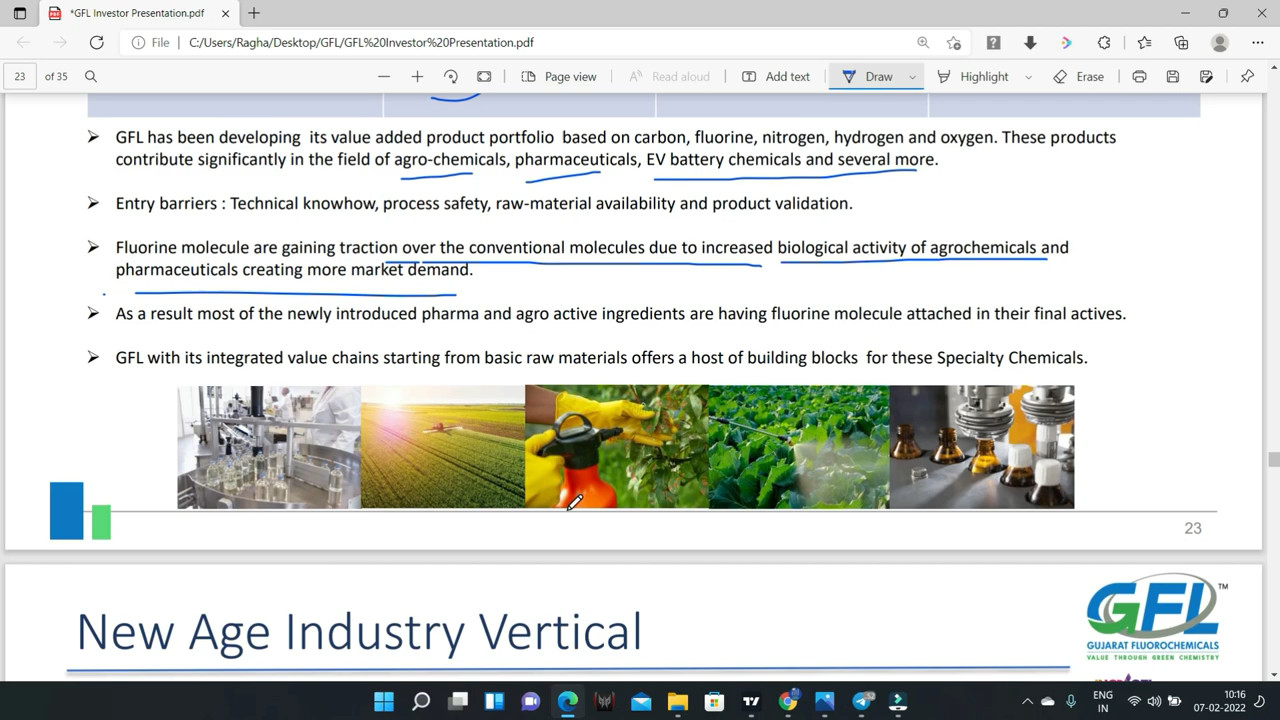 *GFL Investor Presentation.pdf
File C:/Users/Ragha/Desktop/GFL/GFL%20Investor%20Presentation.pdf
23 of 35 Page view Read aloud Add text Draw Highlight Erase
➢ GFL has been developing its value added product portfolio based on carbon, fluorine, nitrogen, hydrogen and oxygen. These products
contribute significantly in the field of agro-chemicals, pharmaceuticals, EV battery chemicals and several more.
➢ Entry barriers : Technical knowhow, process safety, raw-material availability and product validation.
➢ Fluorine molecule are gaining traction over the conventional molecules due to increased biological activity of agrochemicals and
pharmaceuticals creating more market demand.
➢ As a result most of the newly introduced pharma and agro active ingredients are having fluorine molecule attached in their final actives.
➢ GFL with its integrated value chains starting from basic raw materials offers a host of building blocks for these Specialty Chemicals.
23
New Age Industry Vertical
GFL™
GUJARAT FLUOROCHEMICALS
VALUE THROUGH GREEN CHEMISTRY
ENG 10:16
IN 07-02-2022